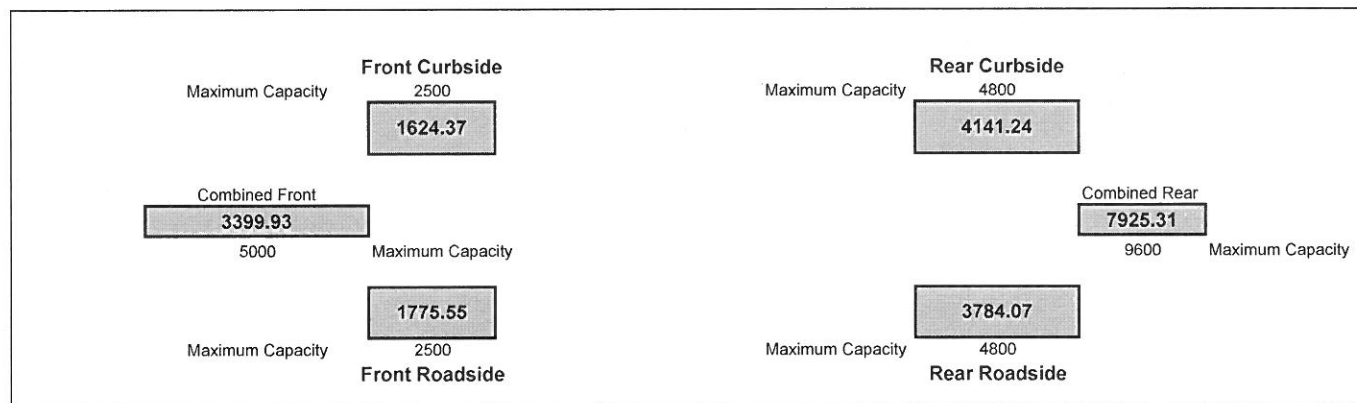 Front Curbside
Maximum Capacity 2500
1624.37
Rear Curbside
Maximum Capacity 4800
4141.24
Combined Front
3399.93
5000 Maximum Capacity
Combined Rear
7925.31
9600 Maximum Capacity
1775.55
Maximum Capacity 2500
Front Roadside
3784.07
Maximum Capacity 4800
Rear Roadside